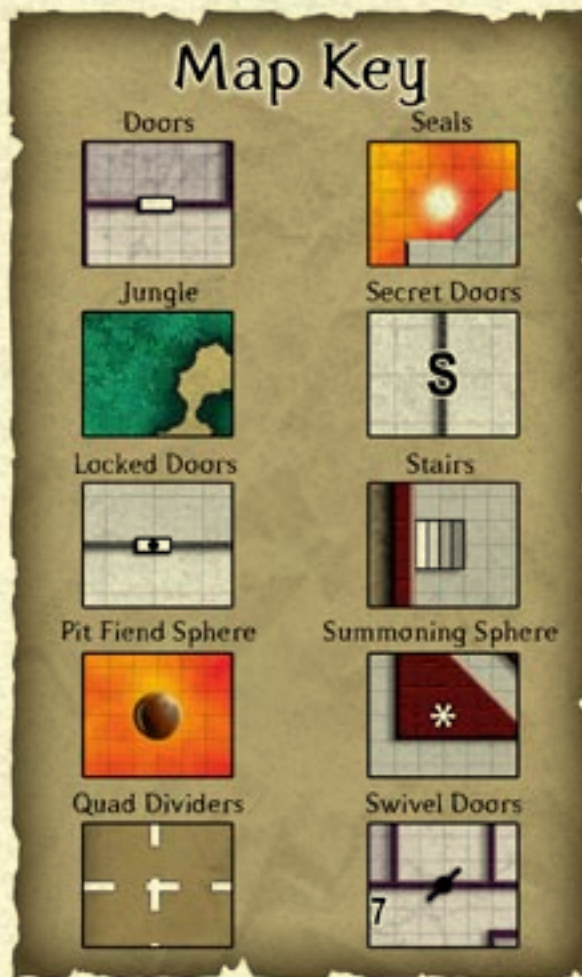 Map Key
Doors
Seals
Jungle
Secret Doors
S
Locked Doors
Stairs
Pit Fiend Sphere
Summoning Sphere
*
Quad Dividers
Swivel Doors
7